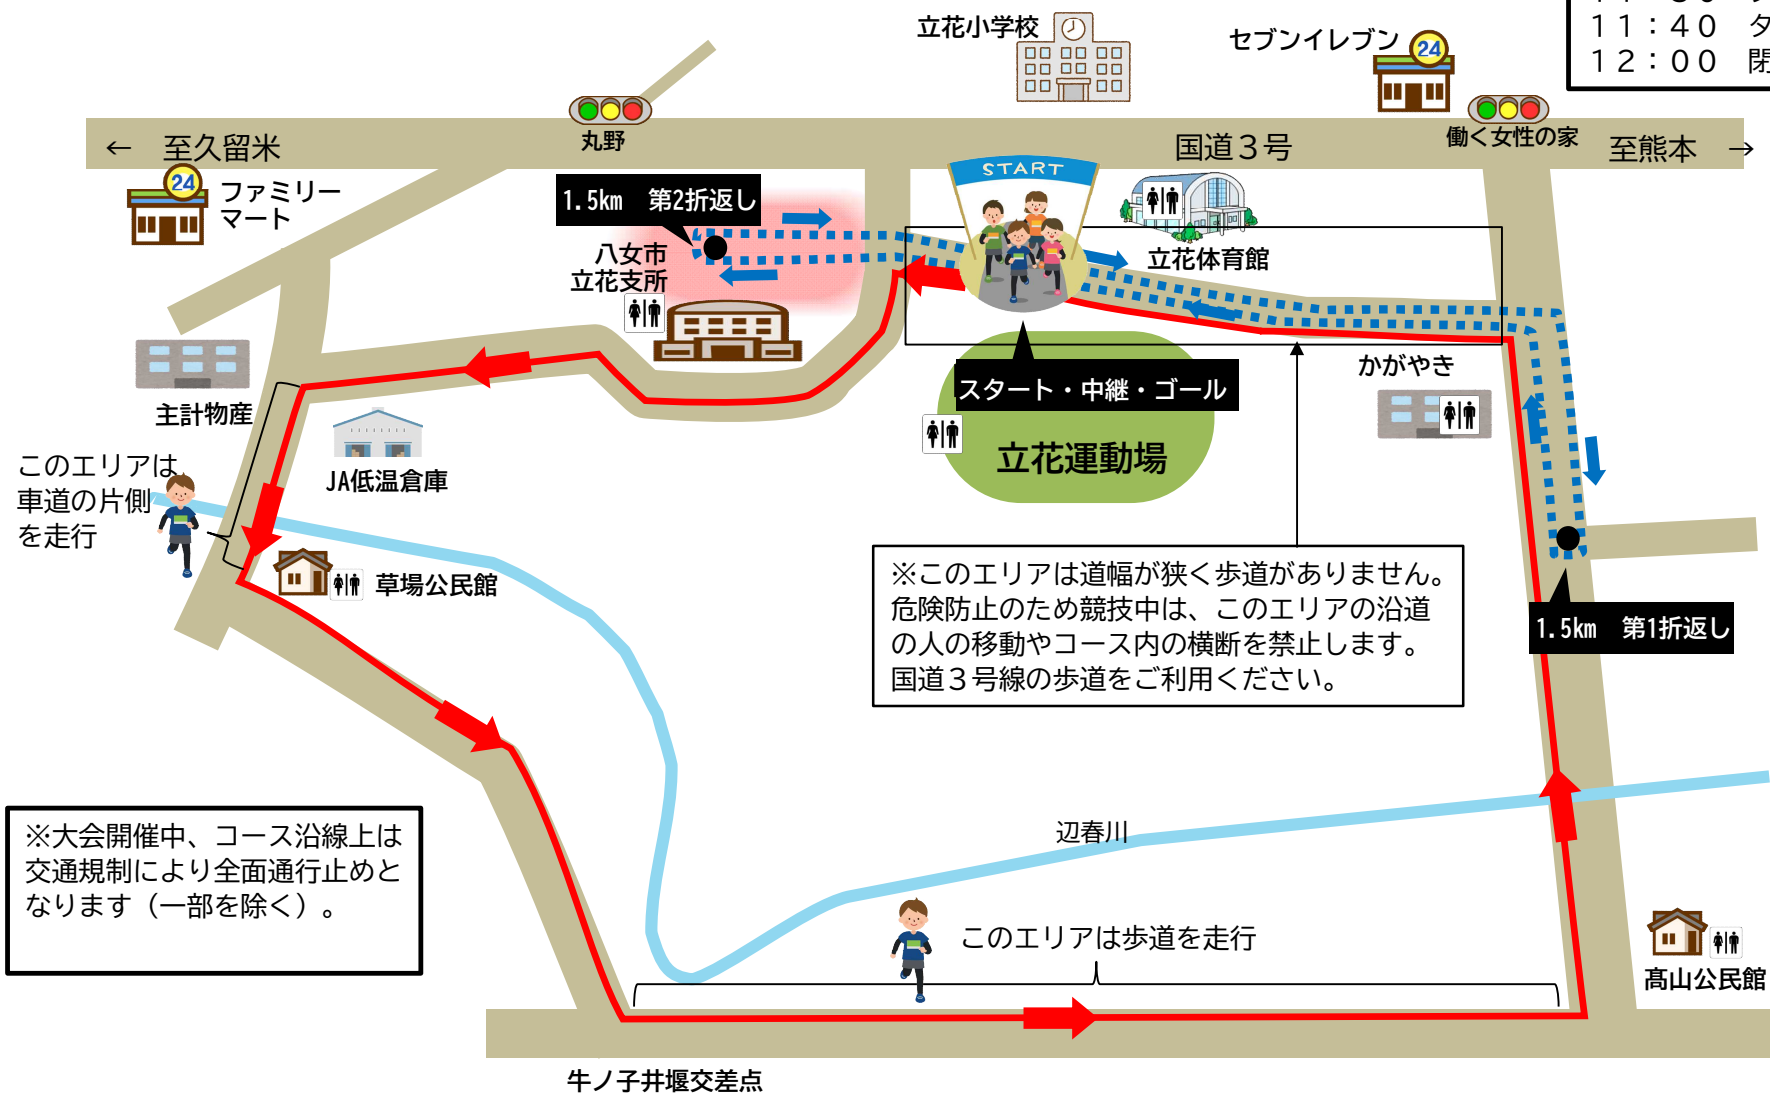 立花小学校
セブンイレブン
24
11：40
12：00　閉
丸野
働く女性の家
← 至久留米
国道３号
至熊本 →
24
ファミリー
マート
START
1.5km　第2折返し
八女市
立花支所
立花体育館
スタート・中継・ゴール
立花運動場
かがやき
主計物産
JA低温倉庫
このエリアは
車道の片側
を走行
草場公民館
※このエリアは道幅が狭く歩道がありません。
危険防止のため競技中は、このエリアの沿道
の人の移動やコース内の横断を禁止します。
国道３号線の歩道をご利用ください。
1.5km　第1折返し
※大会開催中、コース沿線上は
交通規制により全面通行止めと
なります（一部を除く）。
辺春川
このエリアは歩道を走行
髙山公民館
牛ノ子井堰交差点